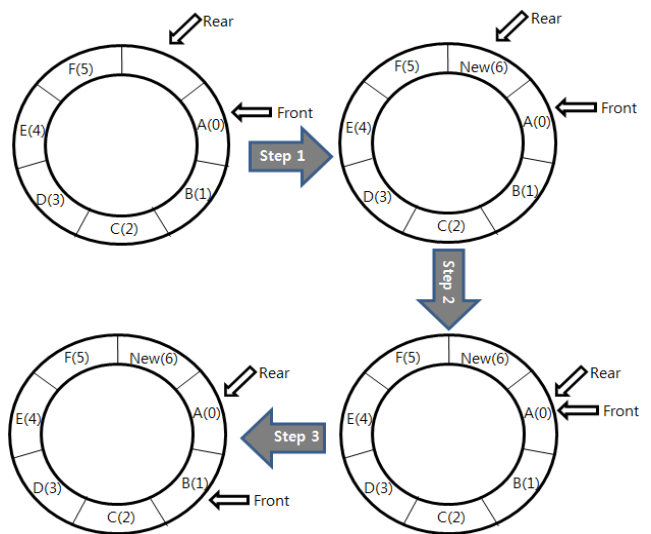 Rear
F(5)
A(0)
Front
E(4)
B(1)
D(3)
C(2)
Step 1
Rear
F(5)
New(6)
Front
A(0)
E(4)
B(1)
D(3)
C(2)
Step 2
F(5)
New(6)
Rear
A(0)
Front
E(4)
B(1)
D(3)
C(2)
Step 3
F(5)
New(6)
Rear
A(0)
E(4)
B(1)
D(3)
Front
C(2)